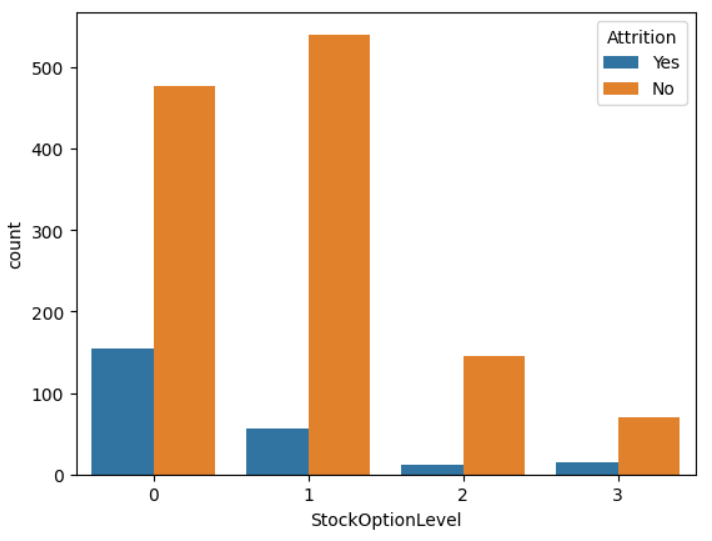 Attrition
Yes
No
count
500
400
300
200
100
0
0 1 2 3
StockOptionLevel